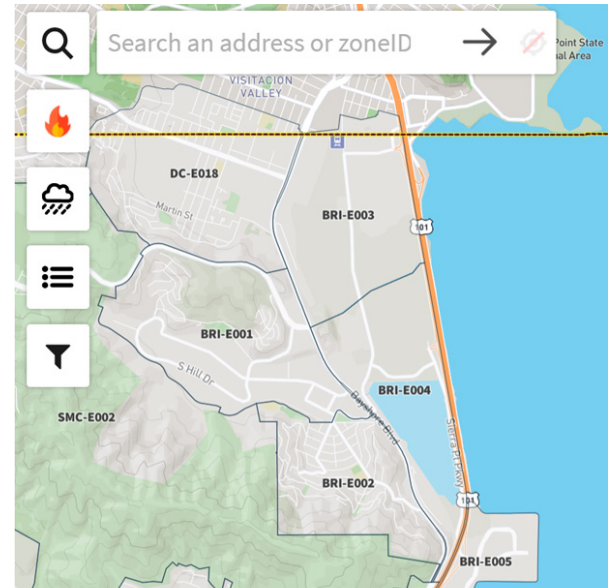 Search an address or zoneID
Point State
al Area
VISITACION
VALLEY
DC-E018
Martin St
BRI-E003
101
BRI-E001
S Hill Dr
BRI-E004
Bayshore Blvd
SMC-E002
Sierra Pt Pkwy
BRI-E002
101
BRI-E005